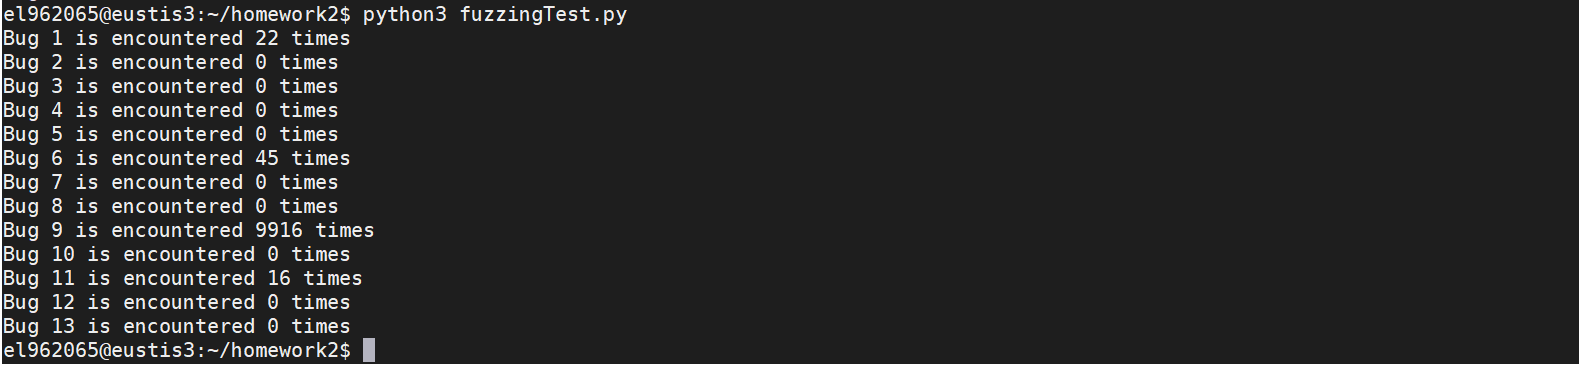 el962065@eustis3:~/homework2$ python3 fuzzingTest.py
Bug 1 is encountered 22 times
Bug 2 is encountered 0 times
Bug 3 is encountered 0 times
Bug 4 is encountered 0 times
Bug 5 is encountered 0 times
Bug 6 is encountered 45 times
Bug 7 is encountered 0 times
Bug 8 is encountered 0 times
Bug 9 is encountered 9916 times
Bug 10 is encountered 0 times
Bug 11 is encountered 16 times
Bug 12 is encountered 0 times
Bug 13 is encountered 0 times
el962065@eustis3:~/homework2$